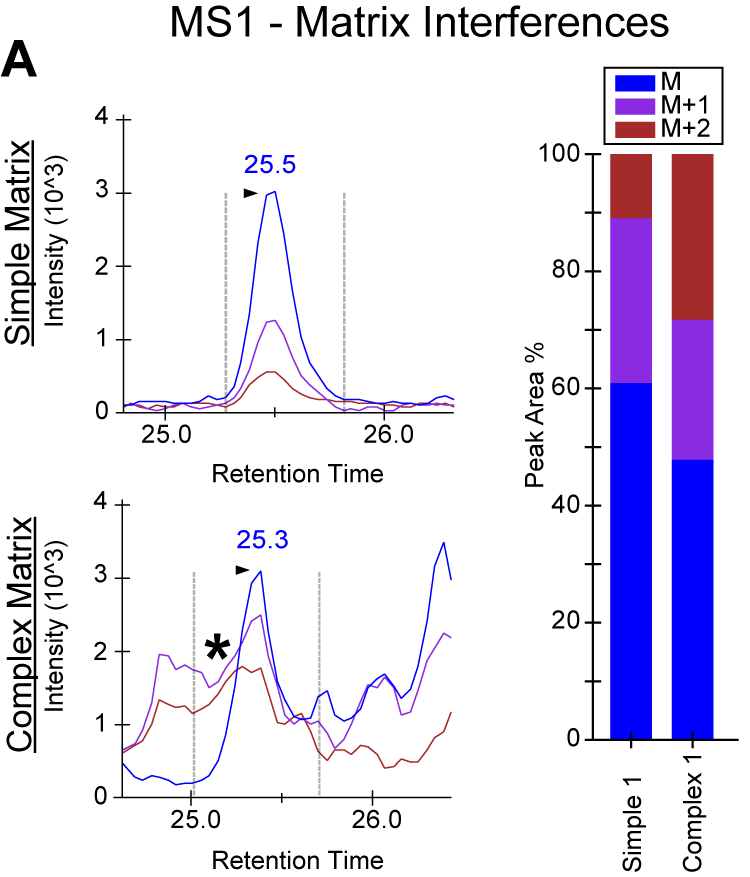 MS1 - Matrix Interferences
A
Simple Matrix
Intensity (10^3)
4
3
2
1
0
25.5
25.0
26.0
Retention Time
Complex Matrix
Intensity (10^3)
4
3
2
1
0
25.3
*
25.0
26.0
Retention Time
M
M+1
M+2
Peak Area %
100
80
60
40
20
0
Simple 1
Complex 1